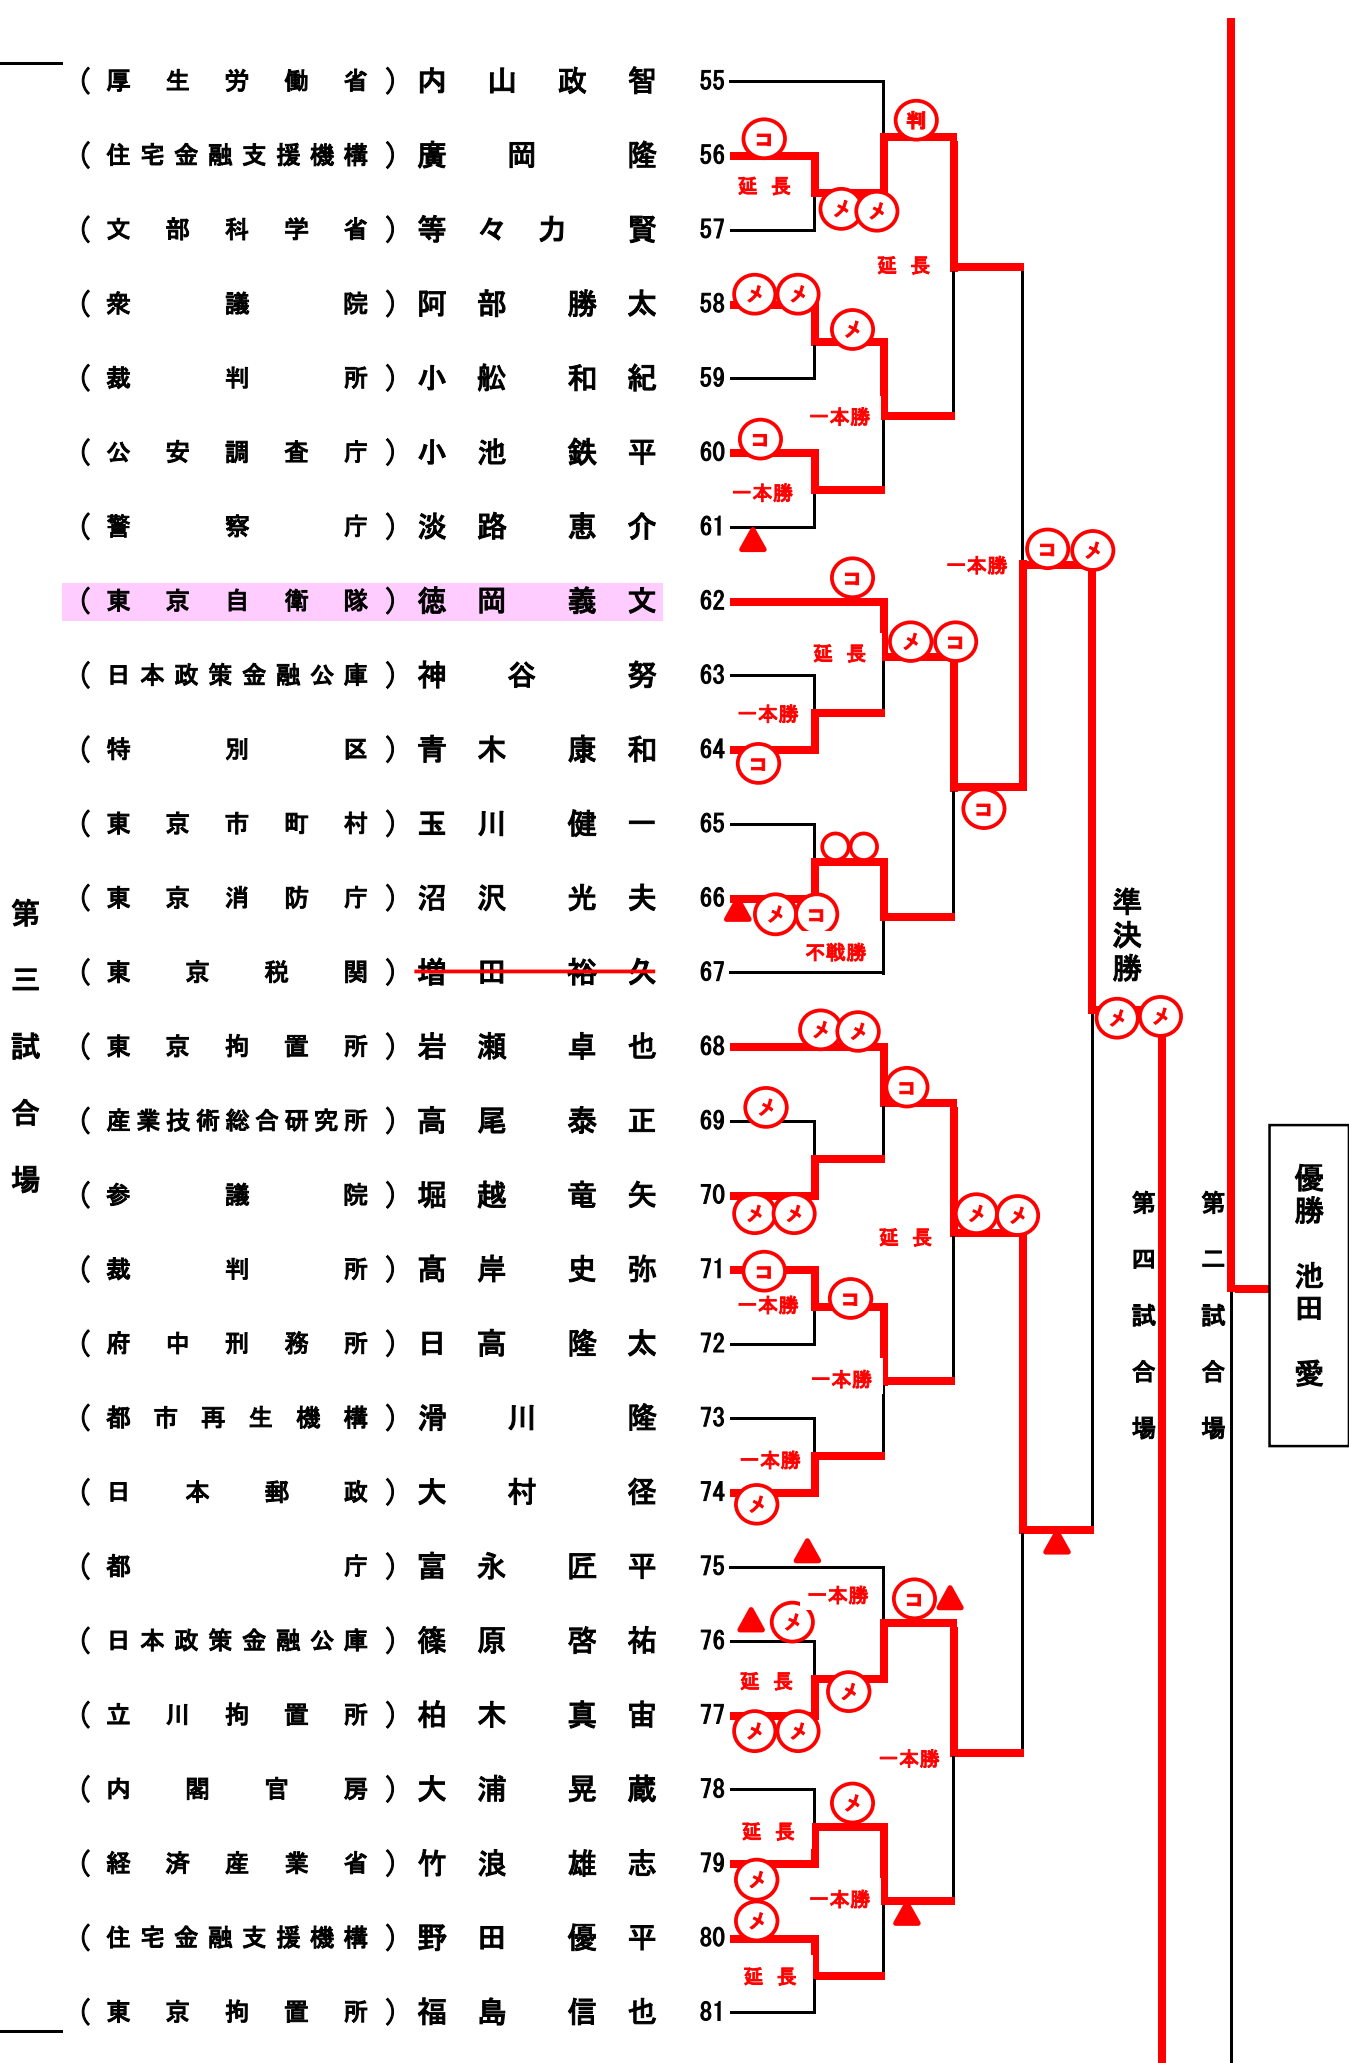 (厚生労働省)内山政智 55
(住宅金融支援機構)廣岡隆 56
(文部科学省)等々力賢 57
(衆議院)阿部勝太 58
(裁判所)小舩和紀 59
(公安調査庁)小池鉄平 60
(警察庁)淡路恵介 61
(東京自衛隊)徳岡義文 62
(日本政策金融公庫)神谷努 63
(特別区)青木康和 64
(東京市町村)玉川健一 65
(東京消防庁)沼沢光夫 66
(東京税関)増田裕久 67
(東京拘置所)岩瀬卓也 68
(産業技術総合研究所)高尾泰正 69
(参議院)堀越竜矢 70
(裁判所)髙岸史弥 71
(府中刑務所)日高隆太 72
(都市再生機構)滑川隆 73
(日本郵政)大村径 74
(都庁)富永匠平 75
(日本政策金融公庫)篠原啓祐 76
(立川拘置所)柏木真宙 77
(内閣官房)大浦晃蔵 78
(経済産業省)竹浪雄志 79
(住宅金融支援機構)野田優平 80
(東京拘置所)福島信也 81
第三試合場
コ
延長
メメ
判
延長
メメ
メ
一本勝
コ
一本勝
コ
延長
メコ
一本勝
コ
メコ
不戦勝
コ
一本勝
コメ
メメ
コ
メ
メメ
コ
一本勝
コ
一本勝
延長
メメ
一本勝
メ
一本勝
メ
延長
メメ
メ
コ
一本勝
延長
メ
メ
一本勝
メ
延長
準決勝
メメ
第四試合場
第二試合場
優勝 池田 愛